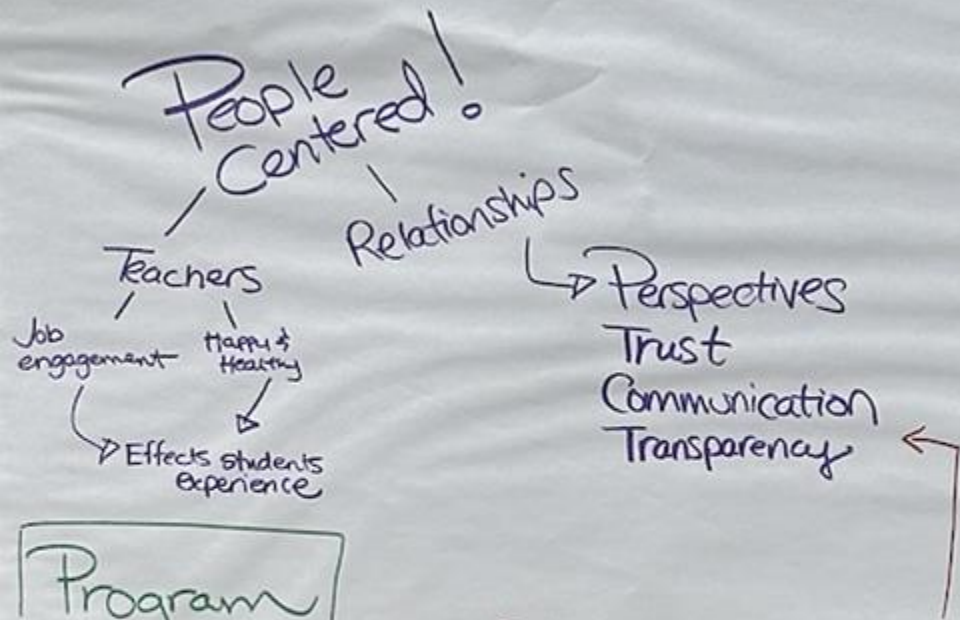 People
Centered!
Teachers
Relationships
Job
engagement
Happy &
Healthy
Effects students
experience
Perspectives
Trust
Communication
Transparency
Program